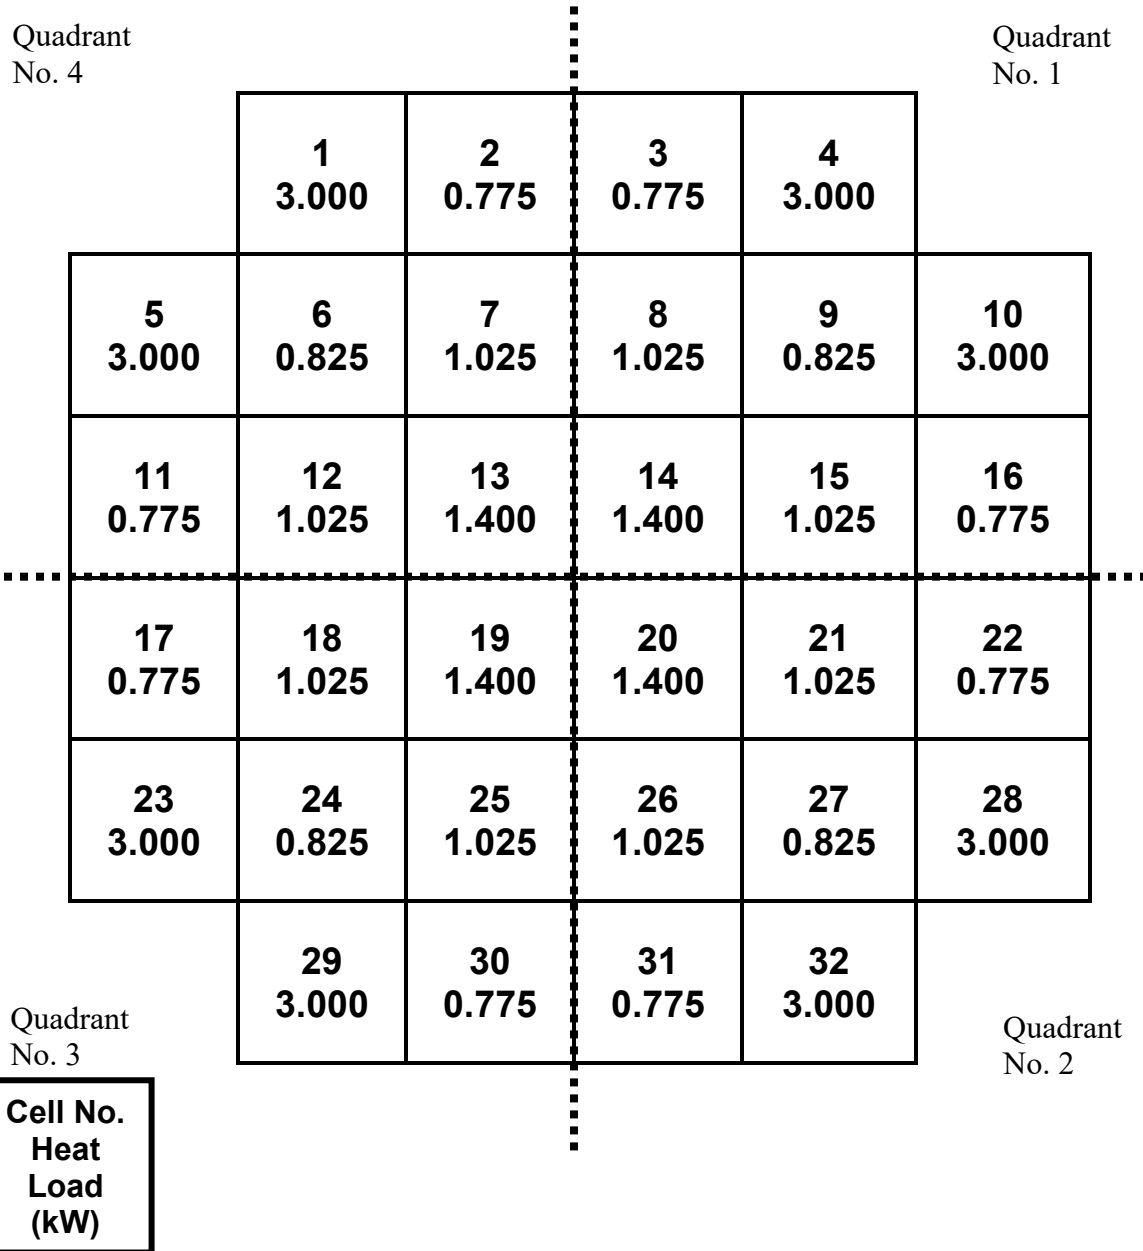 Quadrant
No. 4
Quadrant
No. 1
1 2 3 4
3.000 0.775 0.775 3.000
5 6 7 8 9 10
3.000 0.825 1.025 1.025 0.825 3.000
11 12 13 14 15 16
0.775 1.025 1.400 1.400 1.025 0.775
17 18 19 20 21 22
0.775 1.025 1.400 1.400 1.025 0.775
23 24 25 26 27 28
3.000 0.825 1.025 1.025 0.825 3.000
29 30 31 32
3.000 0.775 0.775 3.000
Quadrant
No. 3
Quadrant
No. 2
Cell No.
Heat
Load
(kW)